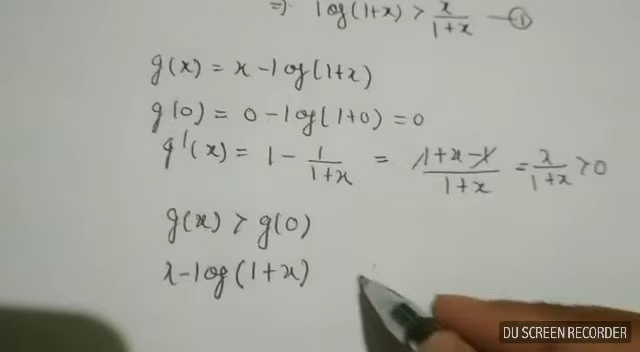 ⇒ log(1+x) > x/(1+x) —①
g(x) = x - log(1+x)
g(0) = 0 - log(1+0) = 0
g'(x) = 1 - 1/(1+x) = (1+x-1)/(1+x) = x/(1+x) > 0
g(x) > g(0)
x - log(1+x)
DU SCREEN RECORDER